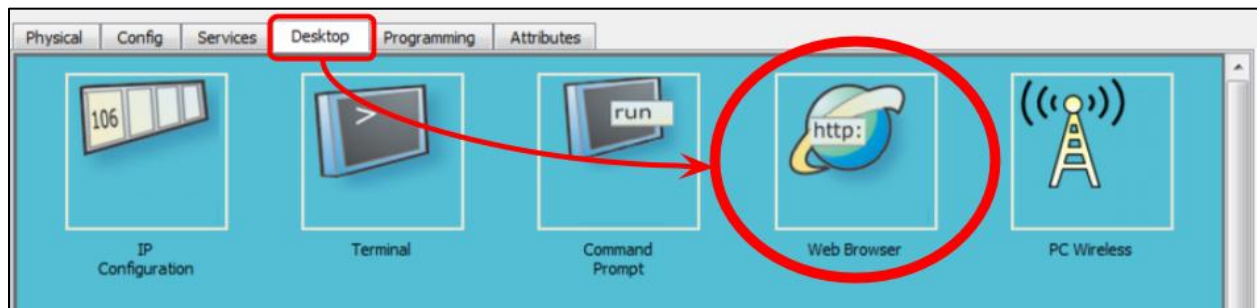 Physical Config Services Desktop Programming Attributes
106
>
run
http:
IP
Configuration
Terminal
Command
Prompt
Web Browser
PC Wireless